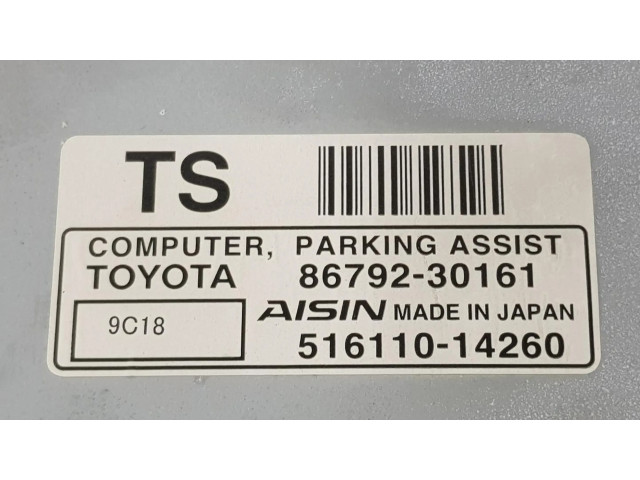 TS
COMPUTER, PARKING ASSIST
TOYOTA 86792-30161
9C18
AISIN MADE IN JAPAN
516110-14260